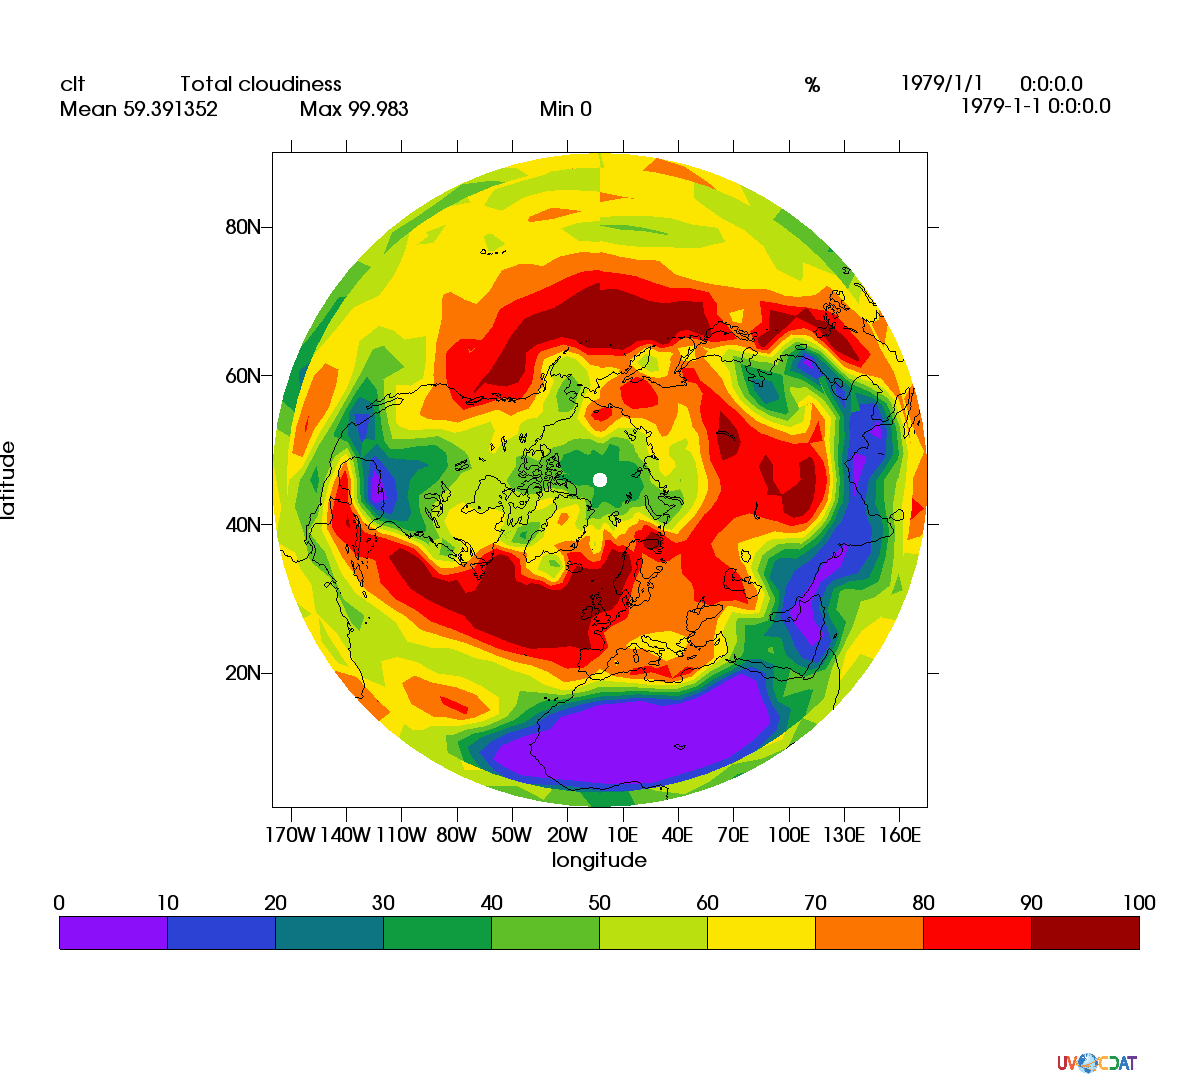 clt Total cloudiness % 1979/1/1 0:0:0.0
Mean 59.391352 Max 99.983 Min 0 1979-1-1 0:0:0.0
80N
60N
latitude
40N
20N
170W 140W 110W 80W 50W 20W 10E 40E 70E 100E 130E 160E
longitude
0 10 20 30 40 50 60 70 80 90 100
UV CDAT